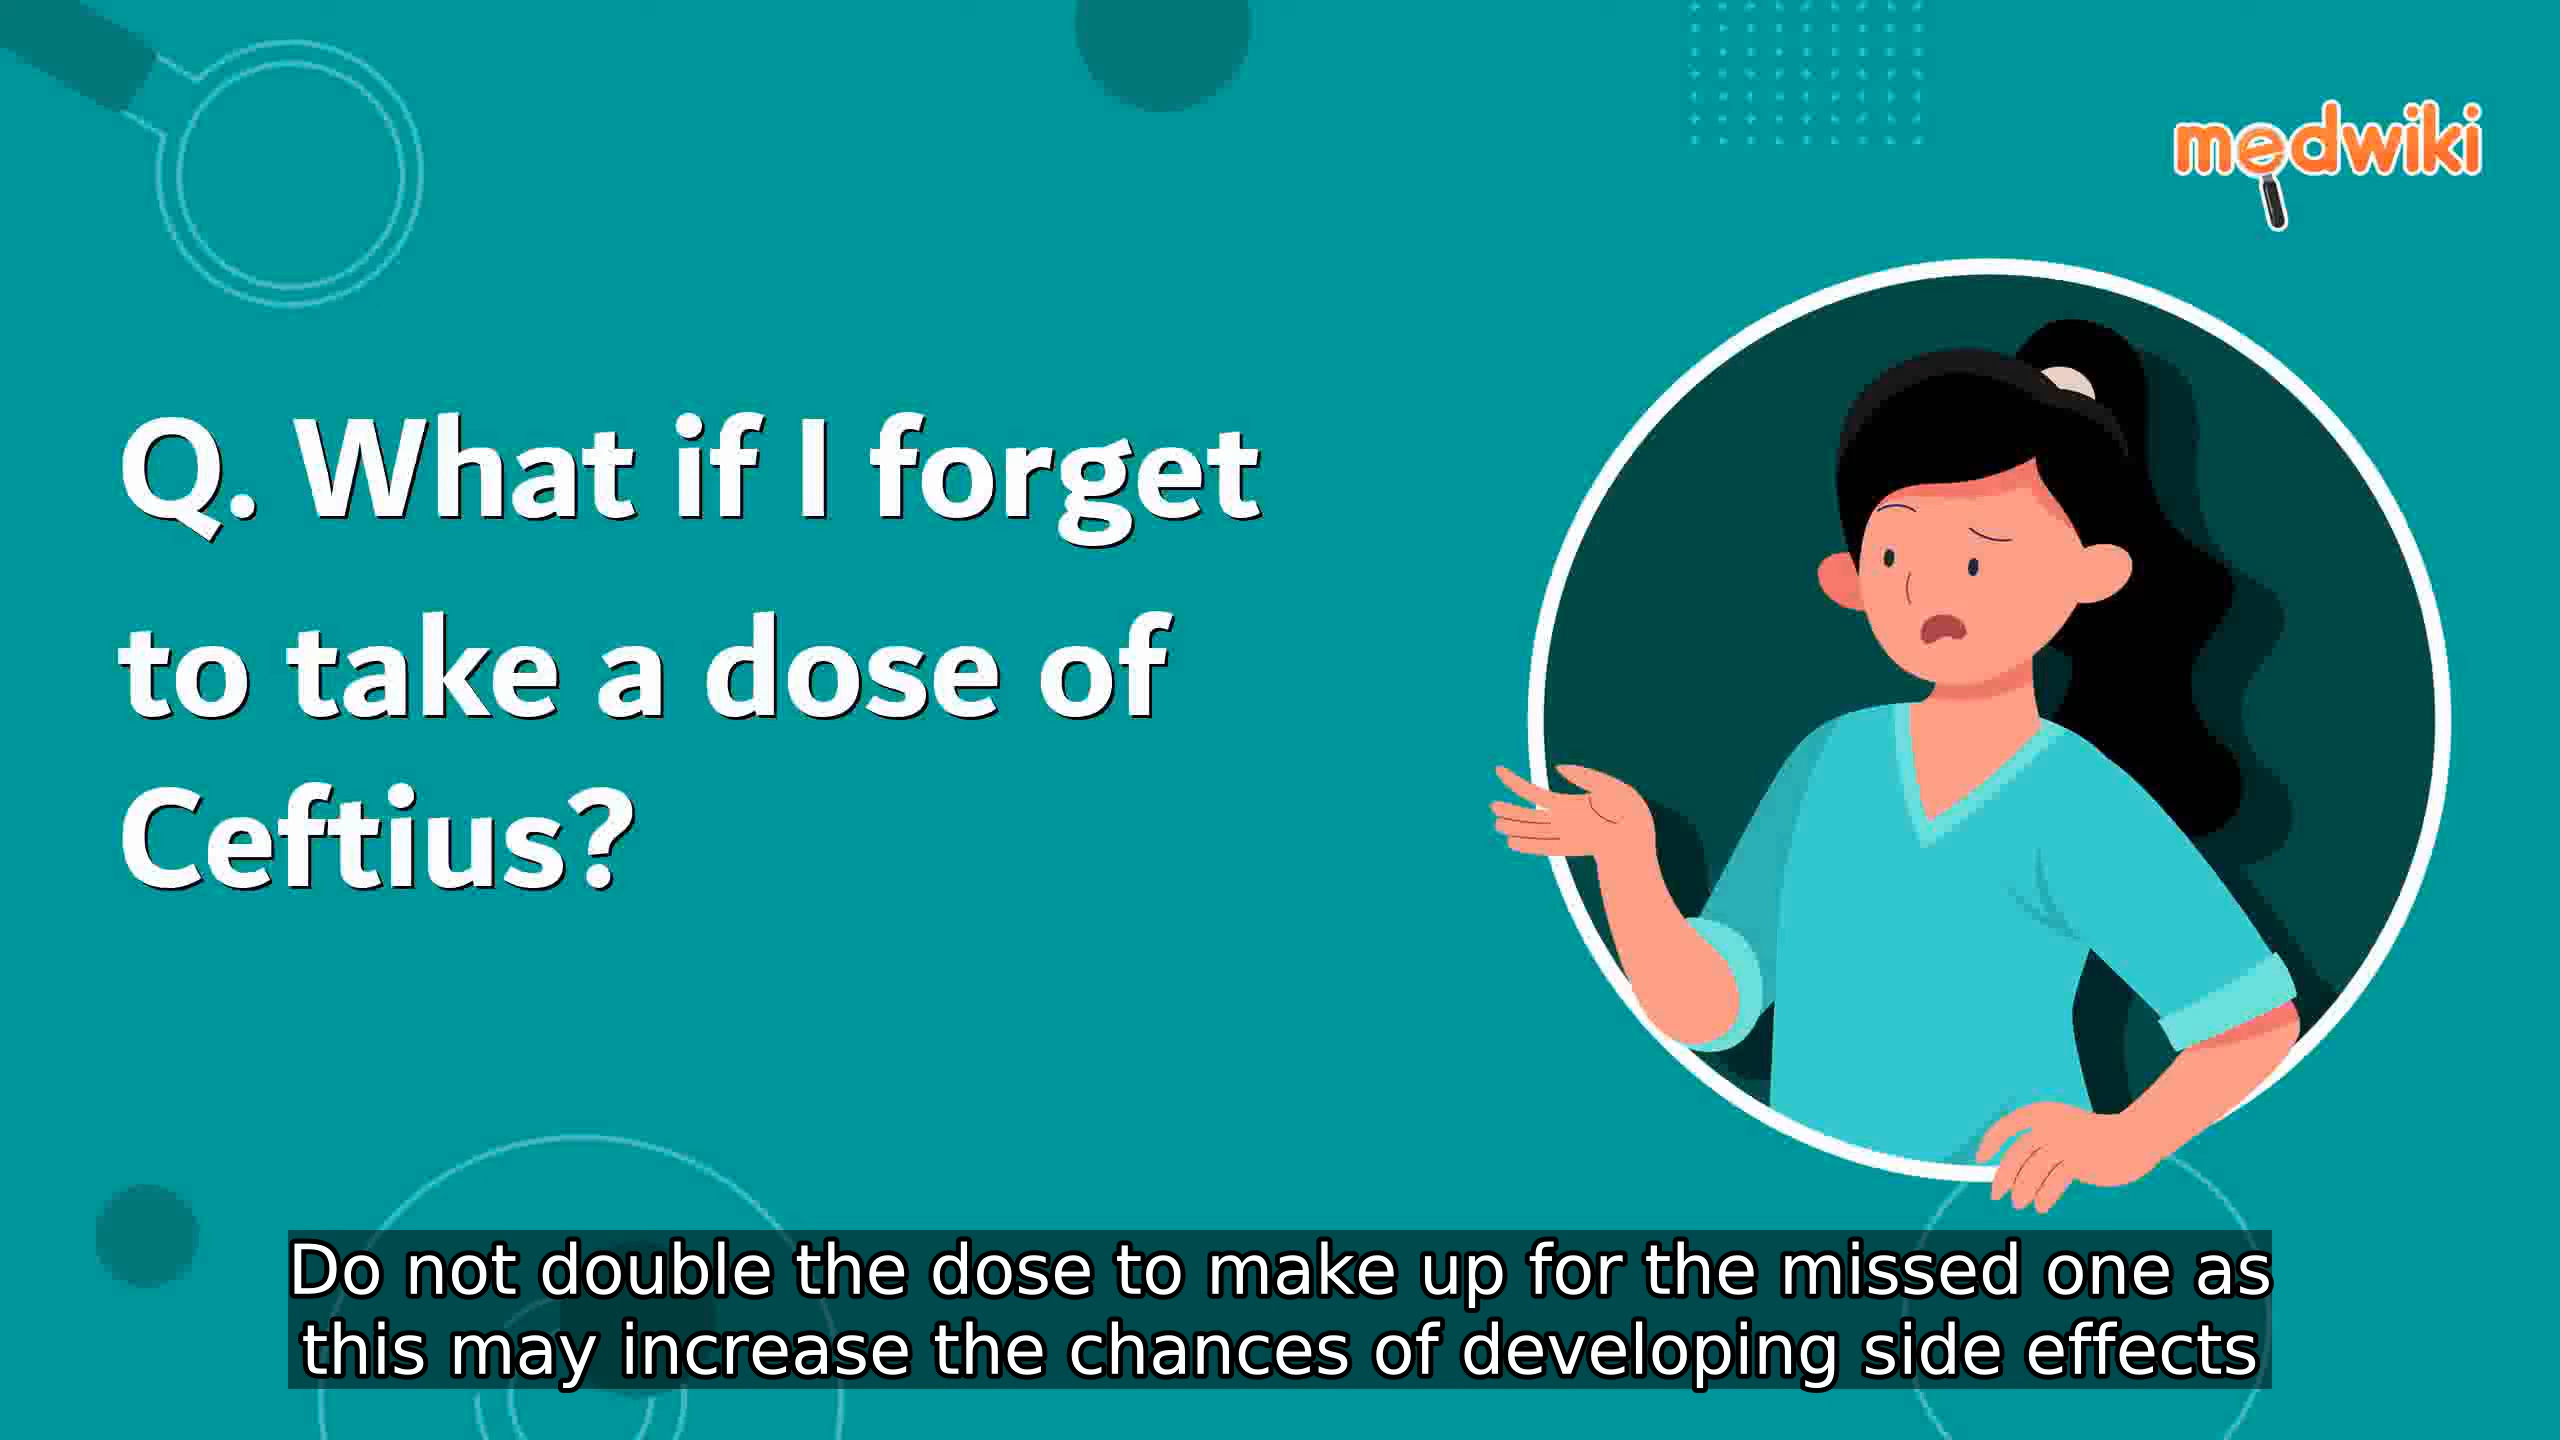 medwiki
Q. What if I forget
to take a dose of
Ceftius?
Do not double the dose to make up for the missed one as
this may increase the chances of developing side effects